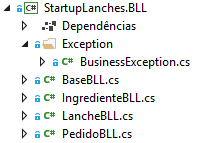 StartupLanches.BLL
Dependências
Exception
BusinessException.cs
BaseBLL.cs
IngredienteBLL.cs
LancheBLL.cs
PedidoBLL.cs